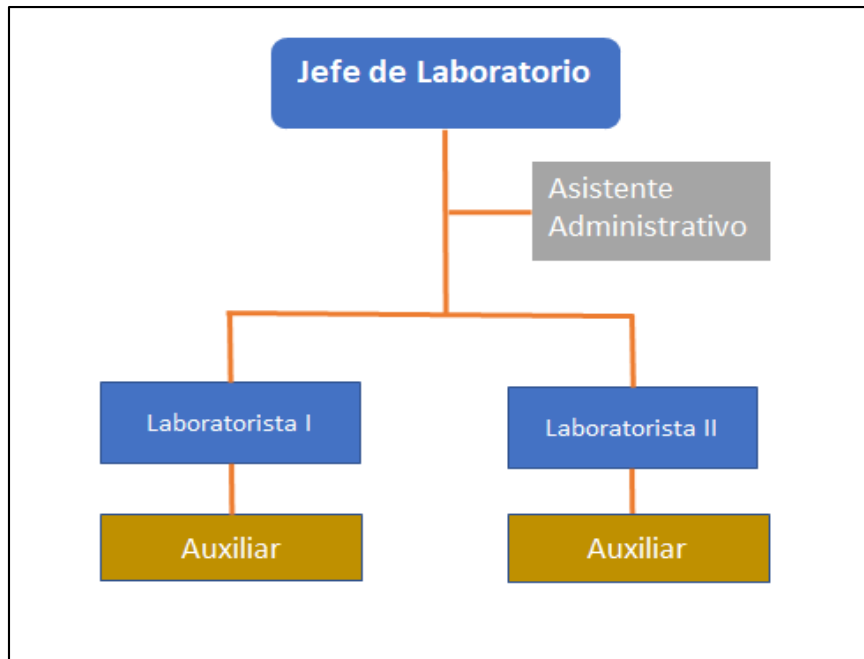 Jefe de Laboratorio
Asistente
Administrativo
Laboratorista I
Laboratorista II
Auxiliar
Auxiliar